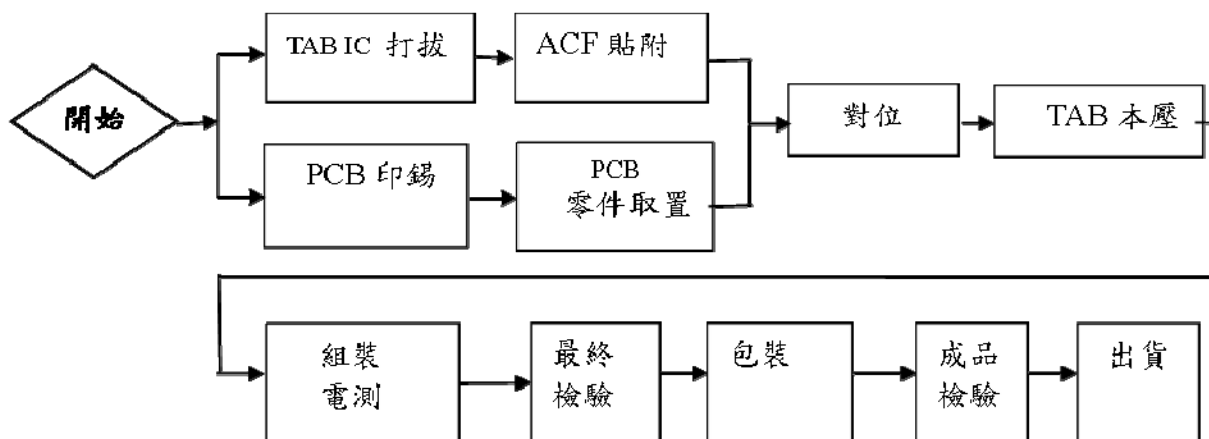 開始
TAB IC 打拔
ACF 貼附
PCB 印錫
PCB
零件取置
對位
TAB 本壓
組裝
電測
最終
檢驗
包裝
成品
檢驗
出貨